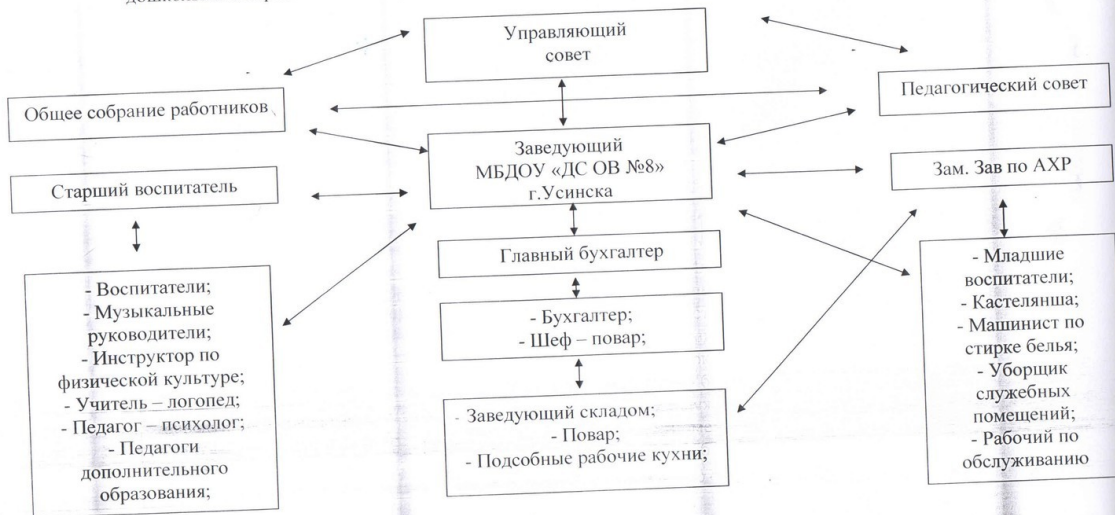 Управляющий
совет
Общее собрание работников
Педагогический совет
Заведующий
МБДОУ «ДС ОВ №8»
г.Усинска
Старший воспитатель
Зам. Зав по АХР
Главный бухгалтер
- Воспитатели;
- Музыкальные
руководители;
- Инструктор по
физической культуре;
- Учитель – логопед;
- Педагог – психолог;
- Педагоги
дополнительного
образования;
- Бухгалтер;
- Шеф – повар;
- Заведующий складом;
- Повар;
- Подсобные рабочие кухни;
- Младшие
воспитатели;
- Кастелянша;
- Машинист по
стирке белья;
- Уборщик
служебных
помещений;
- Рабочий по
обслуживанию